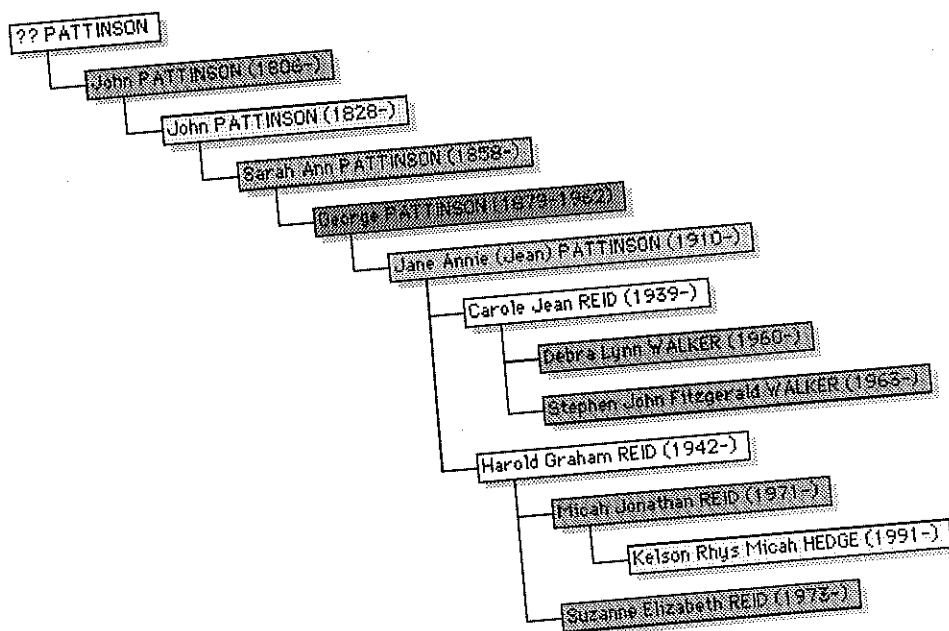 ?? PATTINSON
John PATTINSON (1806-)
John PATTINSON (1828-)
Sarah Ann PATTINSON (1858-)
George PATTINSON (1879-1962)
Jane Annie (Jean) PATTINSON (1910-)
Carole Jean REID (1939-)
Debra Lynn WALKER (1960-)
Stephen John Fitzgerald WALKER (1963-)
Harold Graham REID (1942-)
Micah Jonathan REID (1971-)
Kelson Rhys Micah HEDGE (1991-)
Suzanne Elizabeth REID (1973-)